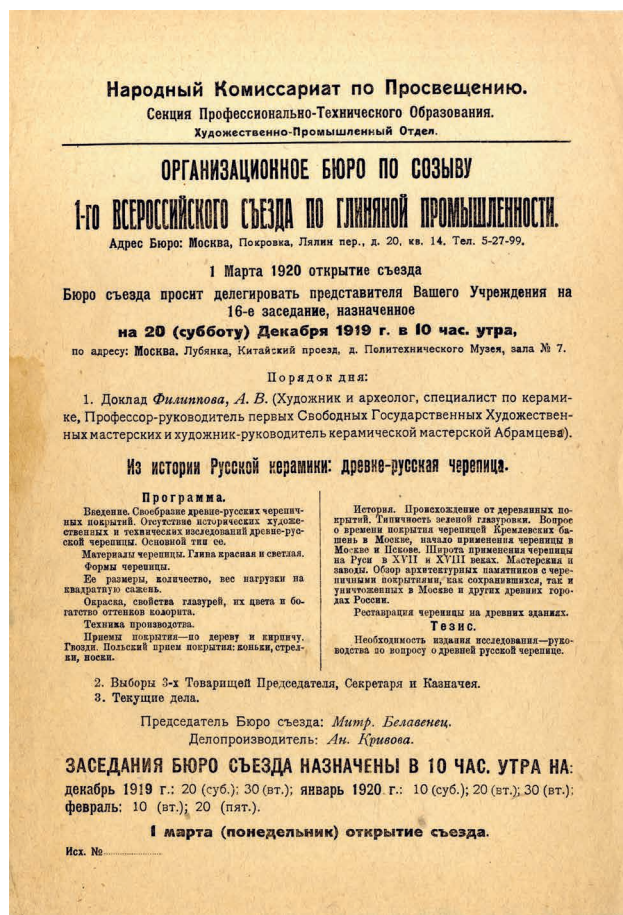 Народный Комиссариат по Просвещению.
Секция Профессионально-Технического Образования.
Художественно-Промышленный Отдел.
ОРГАНИЗАЦИОННОЕ БЮРО ПО СОЗЫВУ
1-го ВСЕРОССИЙСКОГО СЪЕЗДА ПО ГЛИНЯНОЙ ПРОМЫШЛЕННОСТИ.
Адрес Бюро: Москва, Покровка, Лялин пер., д. 20, кв. 14. Тел. 5-27-99.
1 Марта 1920 открытие съезда
Бюро съезда просит делегировать представителя Вашего Учреждения на
16-е заседание, назначенное
на 20 (субботу) Декабря 1919 г. в 10 час. утра,
по адресу: Москва. Лубянка, Китайский проезд, д. Политехнического Музея, зала № 7.
Порядок дня:
1. Доклад Филиппова, А. В. (Художник и археолог, специалист по керами-
ке, Профессор-руководитель первых Свободных Государственных Художествен-
ных мастерских и художник-руководитель керамической мастерской Абрамцева).
Из истории Русской керамики: древне-русская черепица.
Программа.
Введение. Своебразие древне-русских черепич-
ных покрытий. Отсутствие исторических художе-
ственных и технических исследований древне-рус-
ской черепицы. Основной тип ее.
Материалы черепицы. Глина красная и светлая.
Формы черепицы.
Ее размеры, количество, вес нагрузки на
квадратную сажень.
Окраска, свойства глазурей, их цвета и бо-
гатство оттенков колорита.
Техника производства.
Приемы покрытия—по дереву и кирпичу.
Гвозди. Польский прием покрытия: коньки, стрел-
ки, носки.
История. Происхождение от деревянных по-
крытий. Типичность зеленой глазуровки. Вопрос
о времени покрытия черепицей Кремлевских ба-
шень в Москве, начало применения черепицы в
Москве и Пскове. Широта применения черепицы
на Руси в XVII и XVIII веках. Мастерския и
заводы. Обзор архитектурных памятников с чере-
пичными покрытиями, как сохранившихся, так и
уничтоженных в Москве и других древних горо-
дах России.
Реставрация черепицы на древних зданиях.
Тезис.
Необходимость издания исследования—руко-
водства по вопросу о древней русской черепице.
2. Выборы 3-х Товарищей Председателя, Секретаря и Казначея.
3. Текущие дела.
Председатель Бюро съезда: Митр. Белавенец.
Делопроизводитель: Ан. Кривова.
ЗАСЕДАНИЯ БЮРО СЪЕЗДА НАЗНАЧЕНЫ В 10 ЧАС. УТРА НА:
декабрь 1919 г.: 20 (суб.); 30 (вт.); январь 1920 г.: 10 (суб.); 20 (вт.); 30 (вт.);
февраль: 10 (вт.); 20 (пят.).
1 марта (понедельник) открытие съезда.
Исх. №